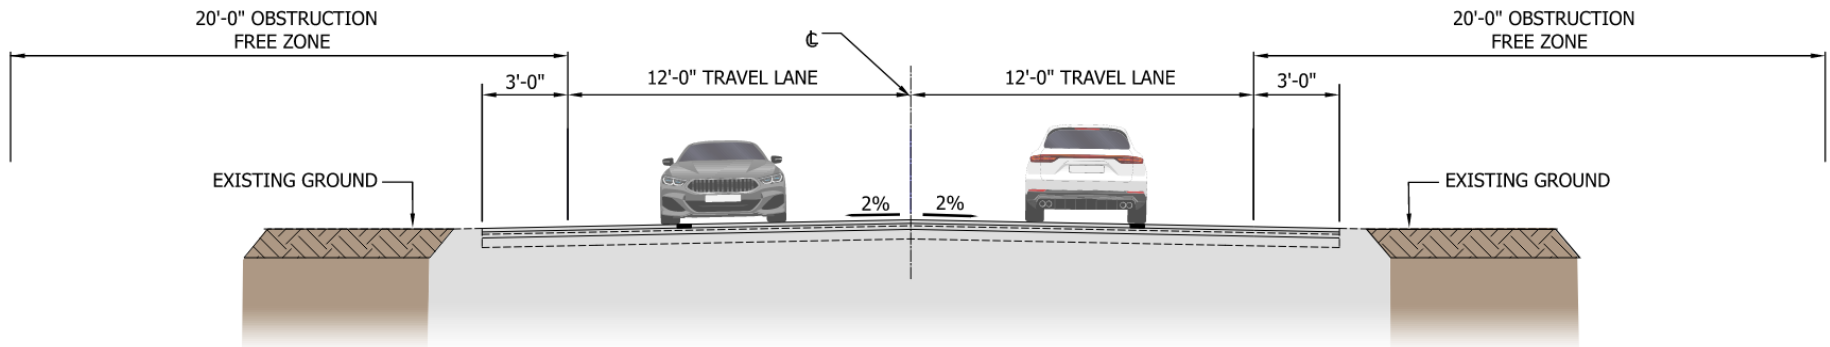 20'-0" OBSTRUCTION
FREE ZONE
20'-0" OBSTRUCTION
FREE ZONE
℄
3'-0"
12'-0" TRAVEL LANE
12'-0" TRAVEL LANE
3'-0"
EXISTING GROUND
2%
2%
EXISTING GROUND